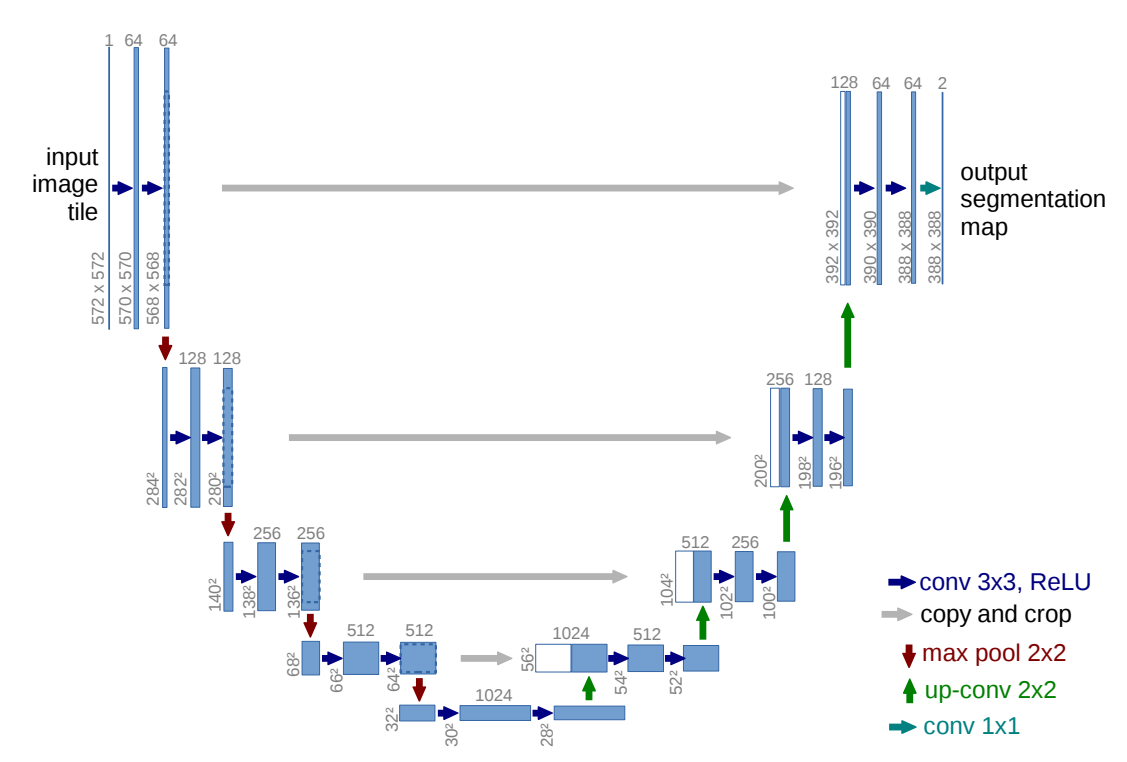 1 64 64
input
image
tile
572 x 572
570 x 570
568 x 568
128 64 64 2
output
segmentation
map
392 x 392
390 x 390
388 x 388
388 x 388
128 128
284²
282²
280²
256 128
200²
198²
196²
256 256
140²
138²
136²
512 256
104²
102²
100²
512 512
68²
66²
64²
1024 512
56²
54²
52²
1024
32²
30²
28²
conv 3x3, ReLU
copy and crop
max pool 2x2
up-conv 2x2
conv 1x1